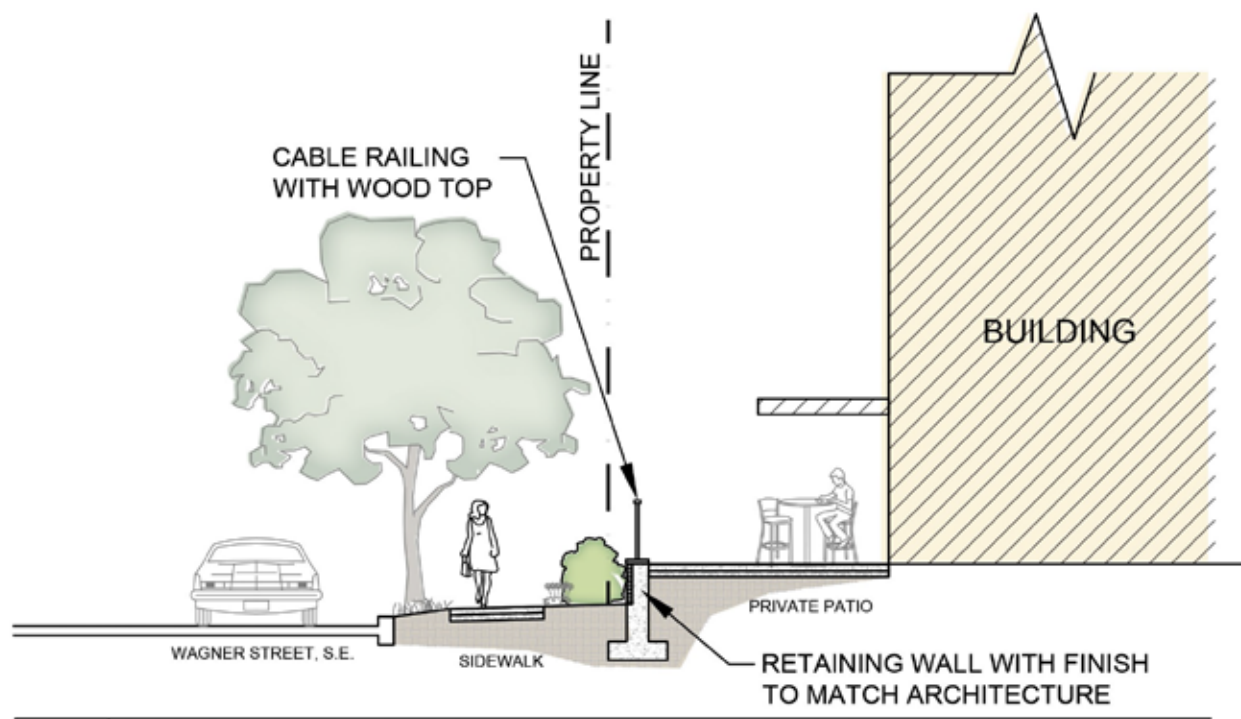 PROPERTY LINE
CABLE RAILING
WITH WOOD TOP
BUILDING
PRIVATE PATIO
WAGNER STREET, S.E.
SIDEWALK
RETAINING WALL WITH FINISH
TO MATCH ARCHITECTURE